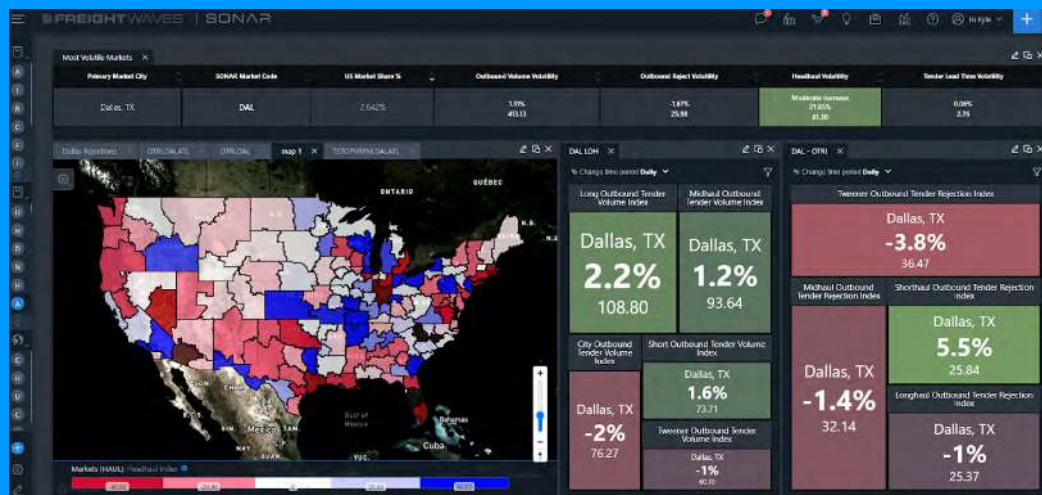 FREIGHTWAVES | SONAR
Hi Kyle
Most Volatile Markets
Primary Market City
SONAR Market Code
US Market Share %
Outbound Volume Volatility
Outbound Reject Volatility
Headhaul Volatility
Tender Lead Time Volatility
Dallas, TX
DAL
2.642%
413.13
-1.67%
25.98
Moderate Increase
21.85%
0.06%
2.76
Dallas Rejections
OTRI.DALATL
OTRI.DAL
map 1
DAL LOH
DAL - OTRI
ONTARIO
QUÉBEC
N.B.
Gulf of
Mexico
Bahamas
México
Cuba
Markets (HAUL): Headhaul Index
0
% Change time period Daily
Long Outbound Tender
Volume Index
Dallas, TX
2.2%
108.80
Midhaul Outbound
Tender Volume Index
Dallas, TX
1.2%
93.64
City Outbound
Tender Volume
Index
Dallas, TX
-2%
76.27
Short Outbound Tender Volume
Index
Dallas, TX
1.6%
73.71
Tweener Outbound Tender
Volume Index
Dallas, TX
-1%
% Change time period Daily
Tweener Outbound Tender Rejection Index
Dallas, TX
-3.8%
36.47
Midhaul Outbound
Tender Rejection Index
Dallas, TX
-1.4%
32.14
Shorthaul Outbound Tender Rejection
Index
Dallas, TX
5.5%
25.84
Longhaul Outbound Tender Rejection
Index
Dallas, TX
-1%
25.37